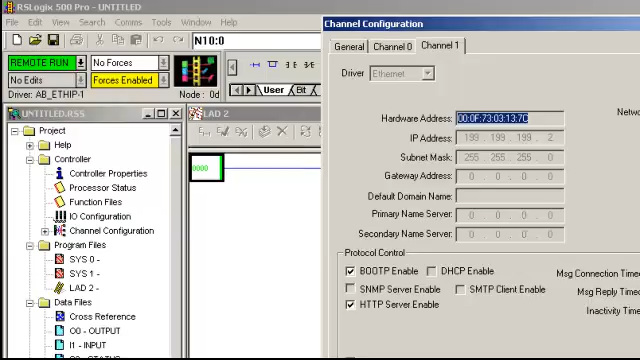 RSLogix 500 Pro - UNTITLED
File Edit View Search Comms Tools Window Help
N10:0
REMOTE RUN
No Forces
No Edits
Forces Enabled
Driver: AB_ETHIP-1
Node: 0d
User
Bit
UNTITLED.RSS
Project
Help
Controller
Controller Properties
Processor Status
Function Files
IO Configuration
Channel Configuration
Program Files
SYS 0 -
SYS 1 -
LAD 2 -
Data Files
Cross Reference
O0 - OUTPUT
I1 - INPUT
S2 - STATUS
LAD 2
0000
Channel Configuration
General
Channel 0
Channel 1
Driver Ethernet
Hardware Address: 00:0F:73:03:13:7C
IP Address: 199 . 199 . 199 . 2
Subnet Mask: 255 . 255 . 255 . 0
Gateway Address: 0 . 0 . 0 . 0
Default Domain Name:
Primary Name Server: 0 . 0 . 0 . 0
Secondary Name Server: 0 . 0 . 0 . 0
Netwo
Protocol Control
BOOTP Enable
DHCP Enable
SNMP Server Enable
SMTP Client Enable
HTTP Server Enable
Msg Connection Timeo
Msg Reply Timeo
Inactivity Timeo